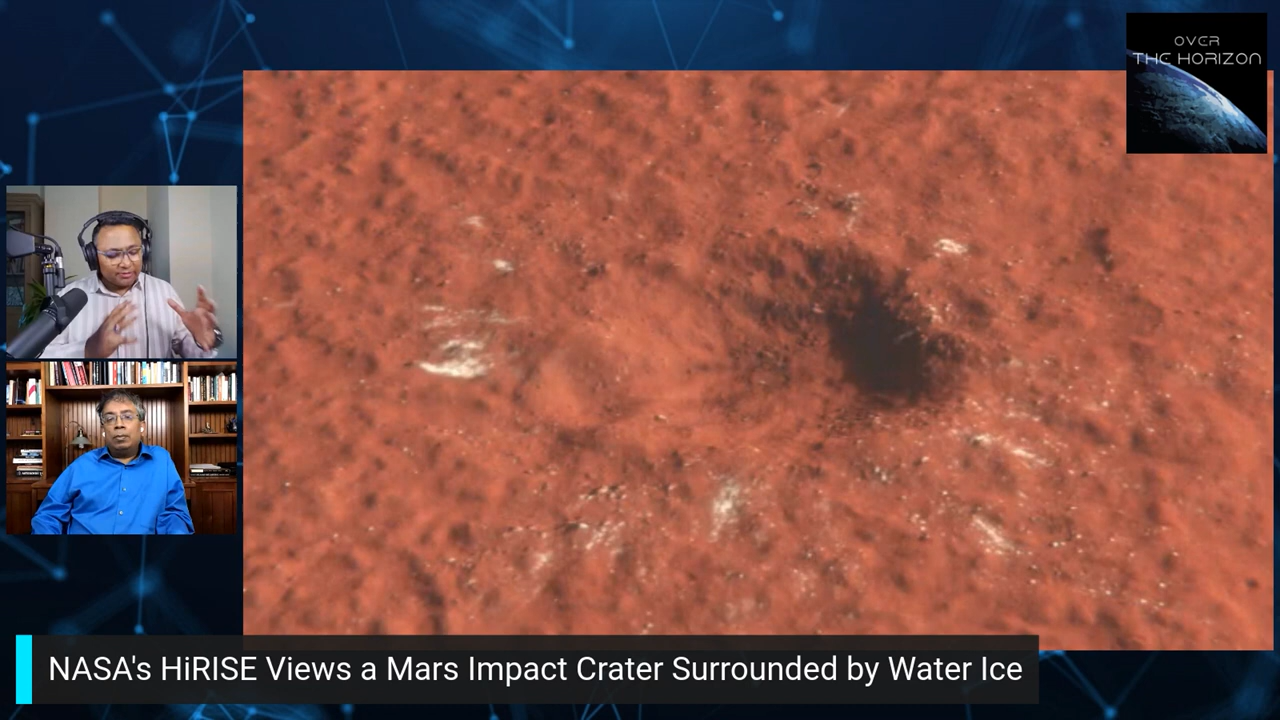 OVER
THE HORIZON
NASA's HiRISE Views a Mars Impact Crater Surrounded by Water Ice